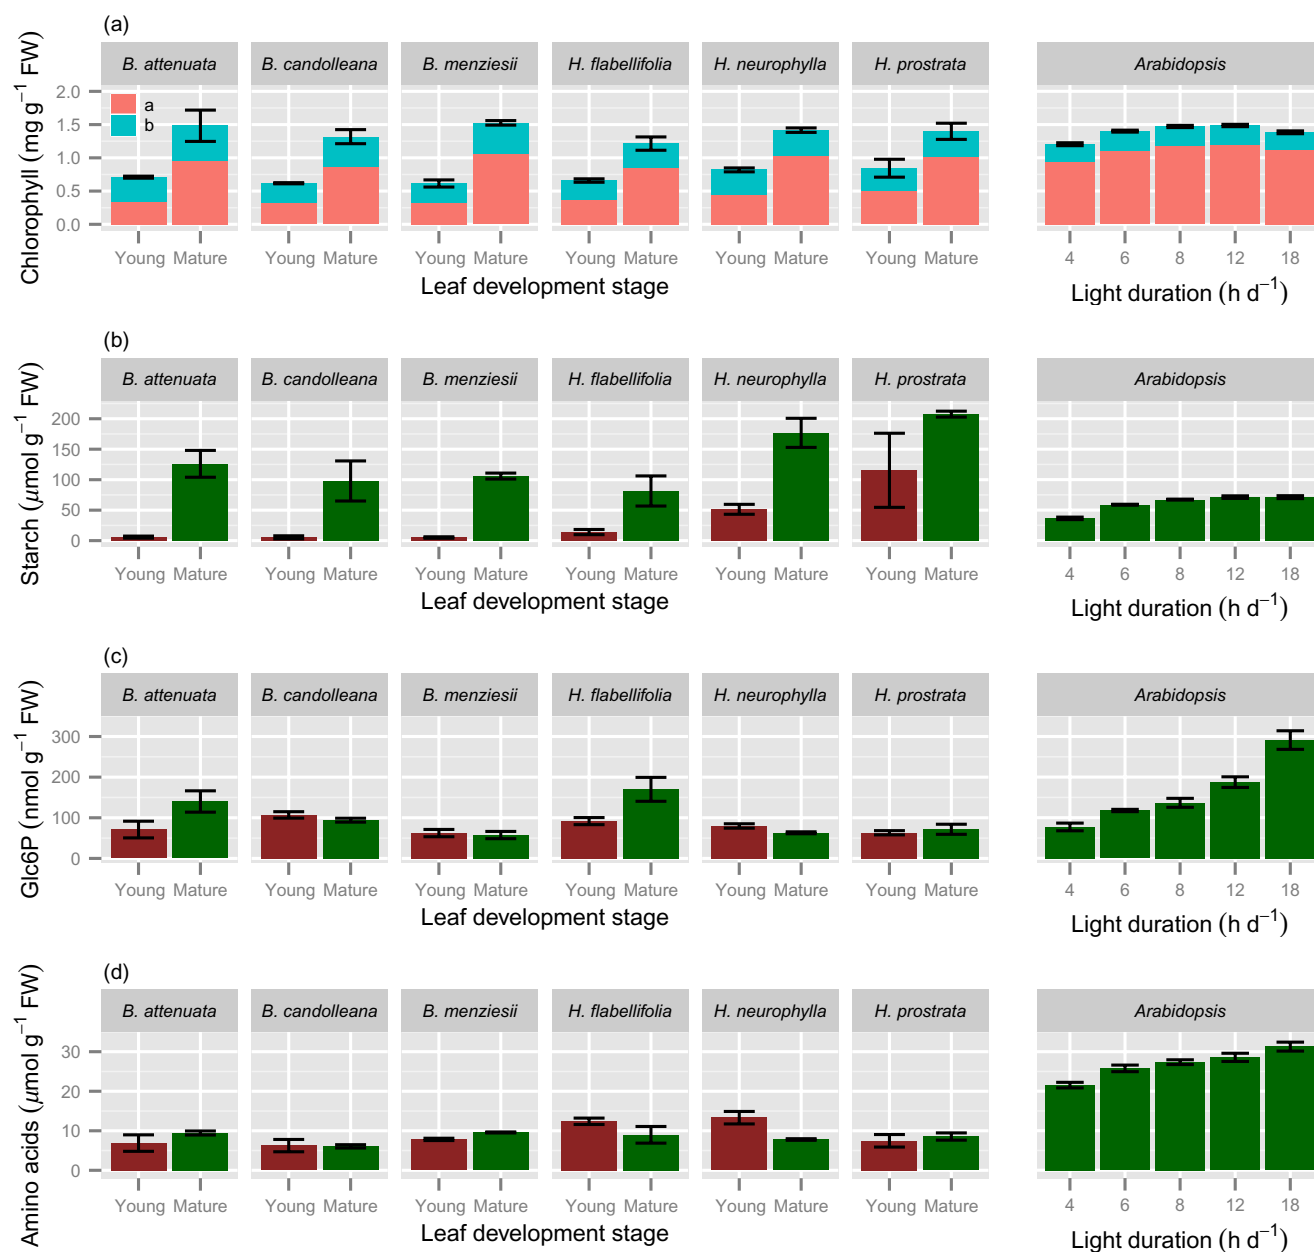 (a)
Chlorophyll (mg g⁻¹ FW)
B. attenuata B. candolleana B. menziesii H. flabellifolia H. neurophylla H. prostrata Arabidopsis
2.0
1.5
1.0
0.5
0.0
a
b
Young Mature Young Mature Young Mature Young Mature Young Mature Young Mature 4 6 8 12 18
Leaf development stage Light duration (h d⁻¹)
(b)
Starch (μmol g⁻¹ FW)
B. attenuata B. candolleana B. menziesii H. flabellifolia H. neurophylla H. prostrata Arabidopsis
200
150
100
50
0
Young Mature Young Mature Young Mature Young Mature Young Mature Young Mature 4 6 8 12 18
Leaf development stage Light duration (h d⁻¹)
(c)
Glc6P (nmol g⁻¹ FW)
B. attenuata B. candolleana B. menziesii H. flabellifolia H. neurophylla H. prostrata Arabidopsis
300
200
100
0
Young Mature Young Mature Young Mature Young Mature Young Mature Young Mature 4 6 8 12 18
Leaf development stage Light duration (h d⁻¹)
(d)
Amino acids (μmol g⁻¹ FW)
B. attenuata B. candolleana B. menziesii H. flabellifolia H. neurophylla H. prostrata Arabidopsis
30
20
10
0
Young Mature Young Mature Young Mature Young Mature Young Mature Young Mature 4 6 8 12 18
Leaf development stage Light duration (h d⁻¹)